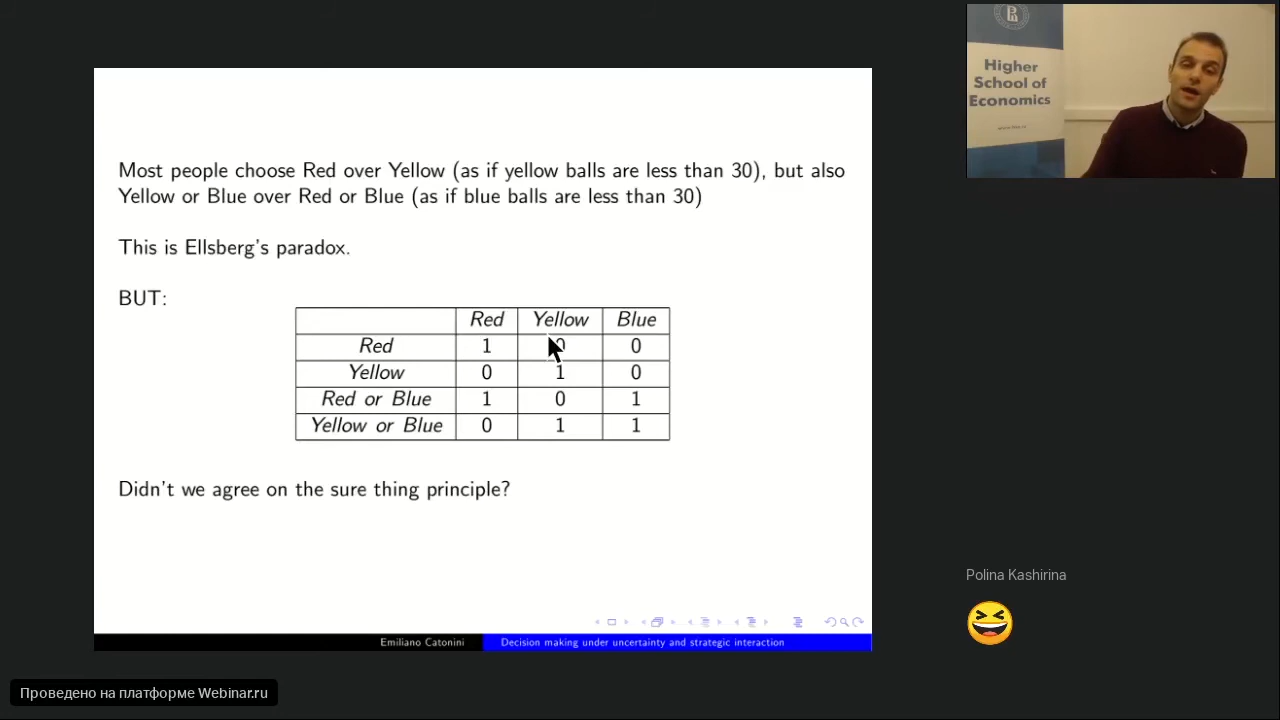 Most people choose Red over Yellow (as if yellow balls are less than 30), but also
Yellow or Blue over Red or Blue (as if blue balls are less than 30)
This is Ellsberg's paradox.
BUT:
Red Yellow Blue
Red 1 0 0
Yellow 0 1 0
Red or Blue 1 0 1
Yellow or Blue 0 1 1
Didn't we agree on the sure thing principle?
Emiliano Catonini Decision making under uncertainty and strategic interaction
Higher
School of
Economics
Polina Kashirina
Проведено на платформе Webinar.ru